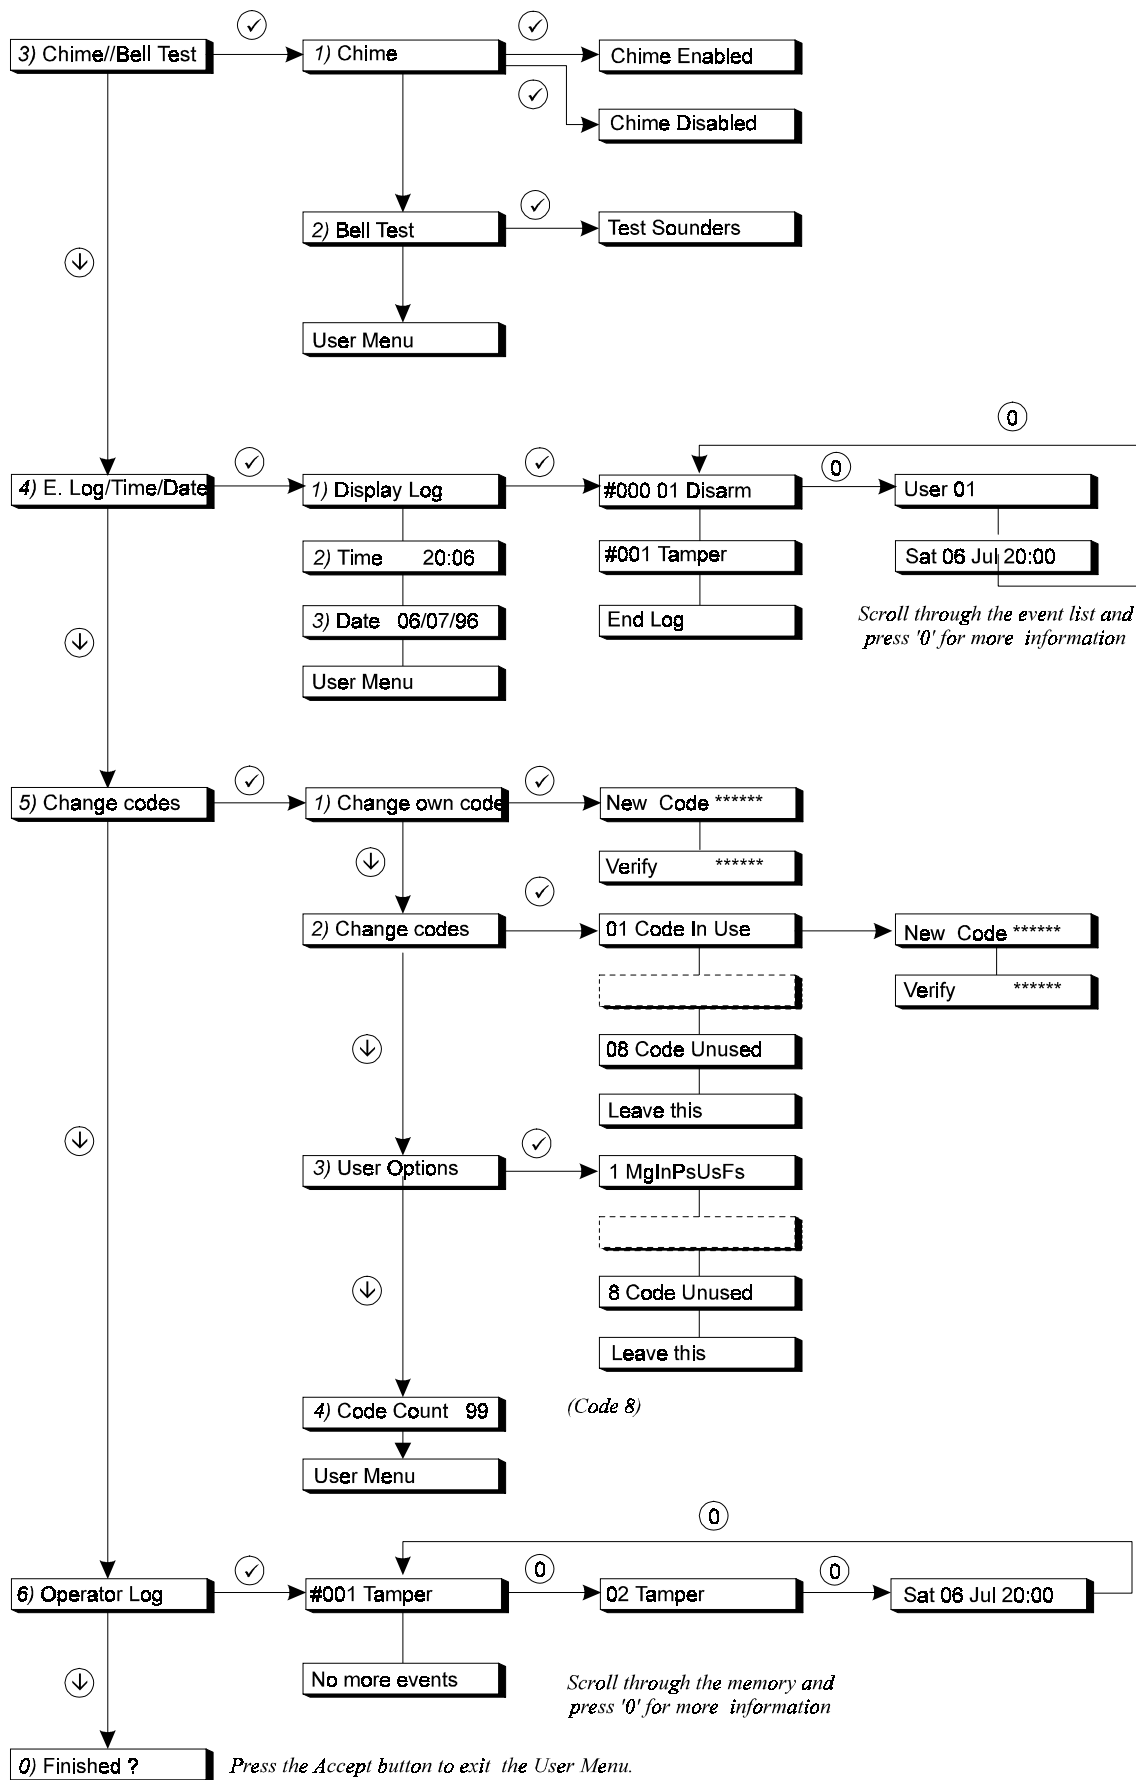 3) Chime//Bell Test
1) Chime
Chime Enabled
Chime Disabled
2) Bell Test
Test Sounders
User Menu
0
4) E. Log/Time/Date
1) Display Log
#000 01 Disarm
0
User 01
2) Time 20:06
#001 Tamper
Sat 06 Jul 20:00
3) Date 06/07/96
End Log
Scroll through the event list and
press '0' for more information
User Menu
5) Change codes
1) Change own code
New Code ******
Verify ******
2) Change codes
01 Code In Use
New Code ******
Verify ******
08 Code Unused
Leave this
3) User Options
1 MgInPsUsFs
8 Code Unused
Leave this
4) Code Count 99
(Code 8)
User Menu
0
6) Operator Log
#001 Tamper
0
02 Tamper
0
Sat 06 Jul 20:00
No more events
Scroll through the memory and
press '0' for more information
0) Finished ?
Press the Accept button to exit the User Menu.